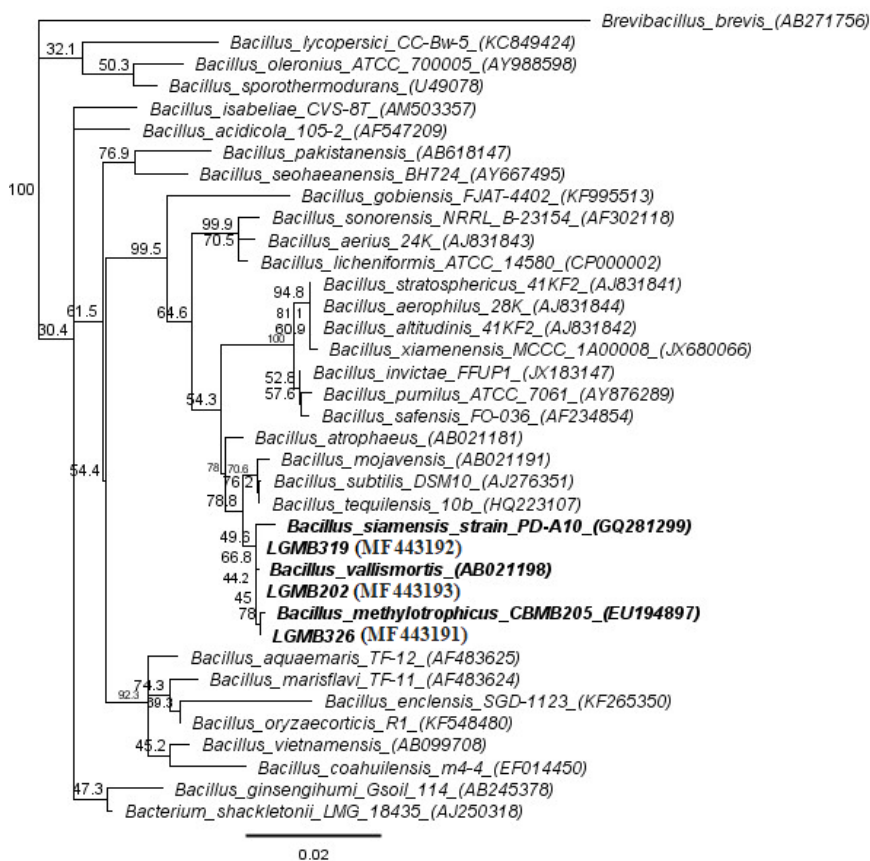 Brevibacillus_brevis_(AB271756)
32.1
Bacillus_lycopersici_CC-Bw-5_(KC849424)
50.3
Bacillus_oleronius_ATCC_700005_(AY988598)
Bacillus_sporothermodurans_(U49078)
Bacillus_isabeliae_CVS-8T_(AM503357)
Bacillus_acidicola_105-2_(AF547209)
76.9
Bacillus_pakistanensis_(AB618147)
Bacillus_seohaeanensis_BH724_(AY667495)
100
Bacillus_gobiensis_FJAT-4402_(KF995513)
99.9
Bacillus_sonorensis_NRRL_B-23154_(AF302118)
99.5
70.5
Bacillus_aerius_24K_(AJ831843)
Bacillus_licheniformis_ATCC_14580_(CP000002)
94.8
Bacillus_stratosphericus_41KF2_(AJ831841)
61.5
64.6
81.1
Bacillus_aerophilus_28K_(AJ831844)
30.4
60.9
Bacillus_altitudinis_41KF2_(AJ831842)
100
Bacillus_xiamenensis_MCCC_1A00008_(JX680066)
52.8
Bacillus_invictae_FFUP1_(JX183147)
54.3
57.6
Bacillus_pumilus_ATCC_7061_(AY876289)
Bacillus_safensis_FO-036_(AF234854)
Bacillus_atrophaeus_(AB021181)
54.4
78
70.6
Bacillus_mojavensis_(AB021191)
76.2
Bacillus_subtilis_DSM10_(AJ276351)
78.8
Bacillus_tequilensis_10b_(HQ223107)
49.6
Bacillus_siamensis_strain_PD-A10_(GQ281299)
66.8
LGMB319 (MF443192)
44.2
Bacillus_vallismortis_(AB021198)
45
LGMB202 (MF443193)
78
Bacillus_methylotrophicus_CBMB205_(EU194897)
LGMB326 (MF443191)
Bacillus_aquaemaris_TF-12_(AF483625)
74.3
Bacillus_marisflavi_TF-11_(AF483624)
92.3
Bacillus_enclensis_SGD-1123_(KF265350)
Bacillus_oryzaecorticis_R1_(KF548480)
45.2
Bacillus_vietnamensis_(AB099708)
Bacillus_coahuilensis_m4-4_(EF014450)
47.3
Bacillus_ginsengihumi_Gsoil_114_(AB245378)
Bacterium_shackletonii_LMG_18435_(AJ250318)
0.02